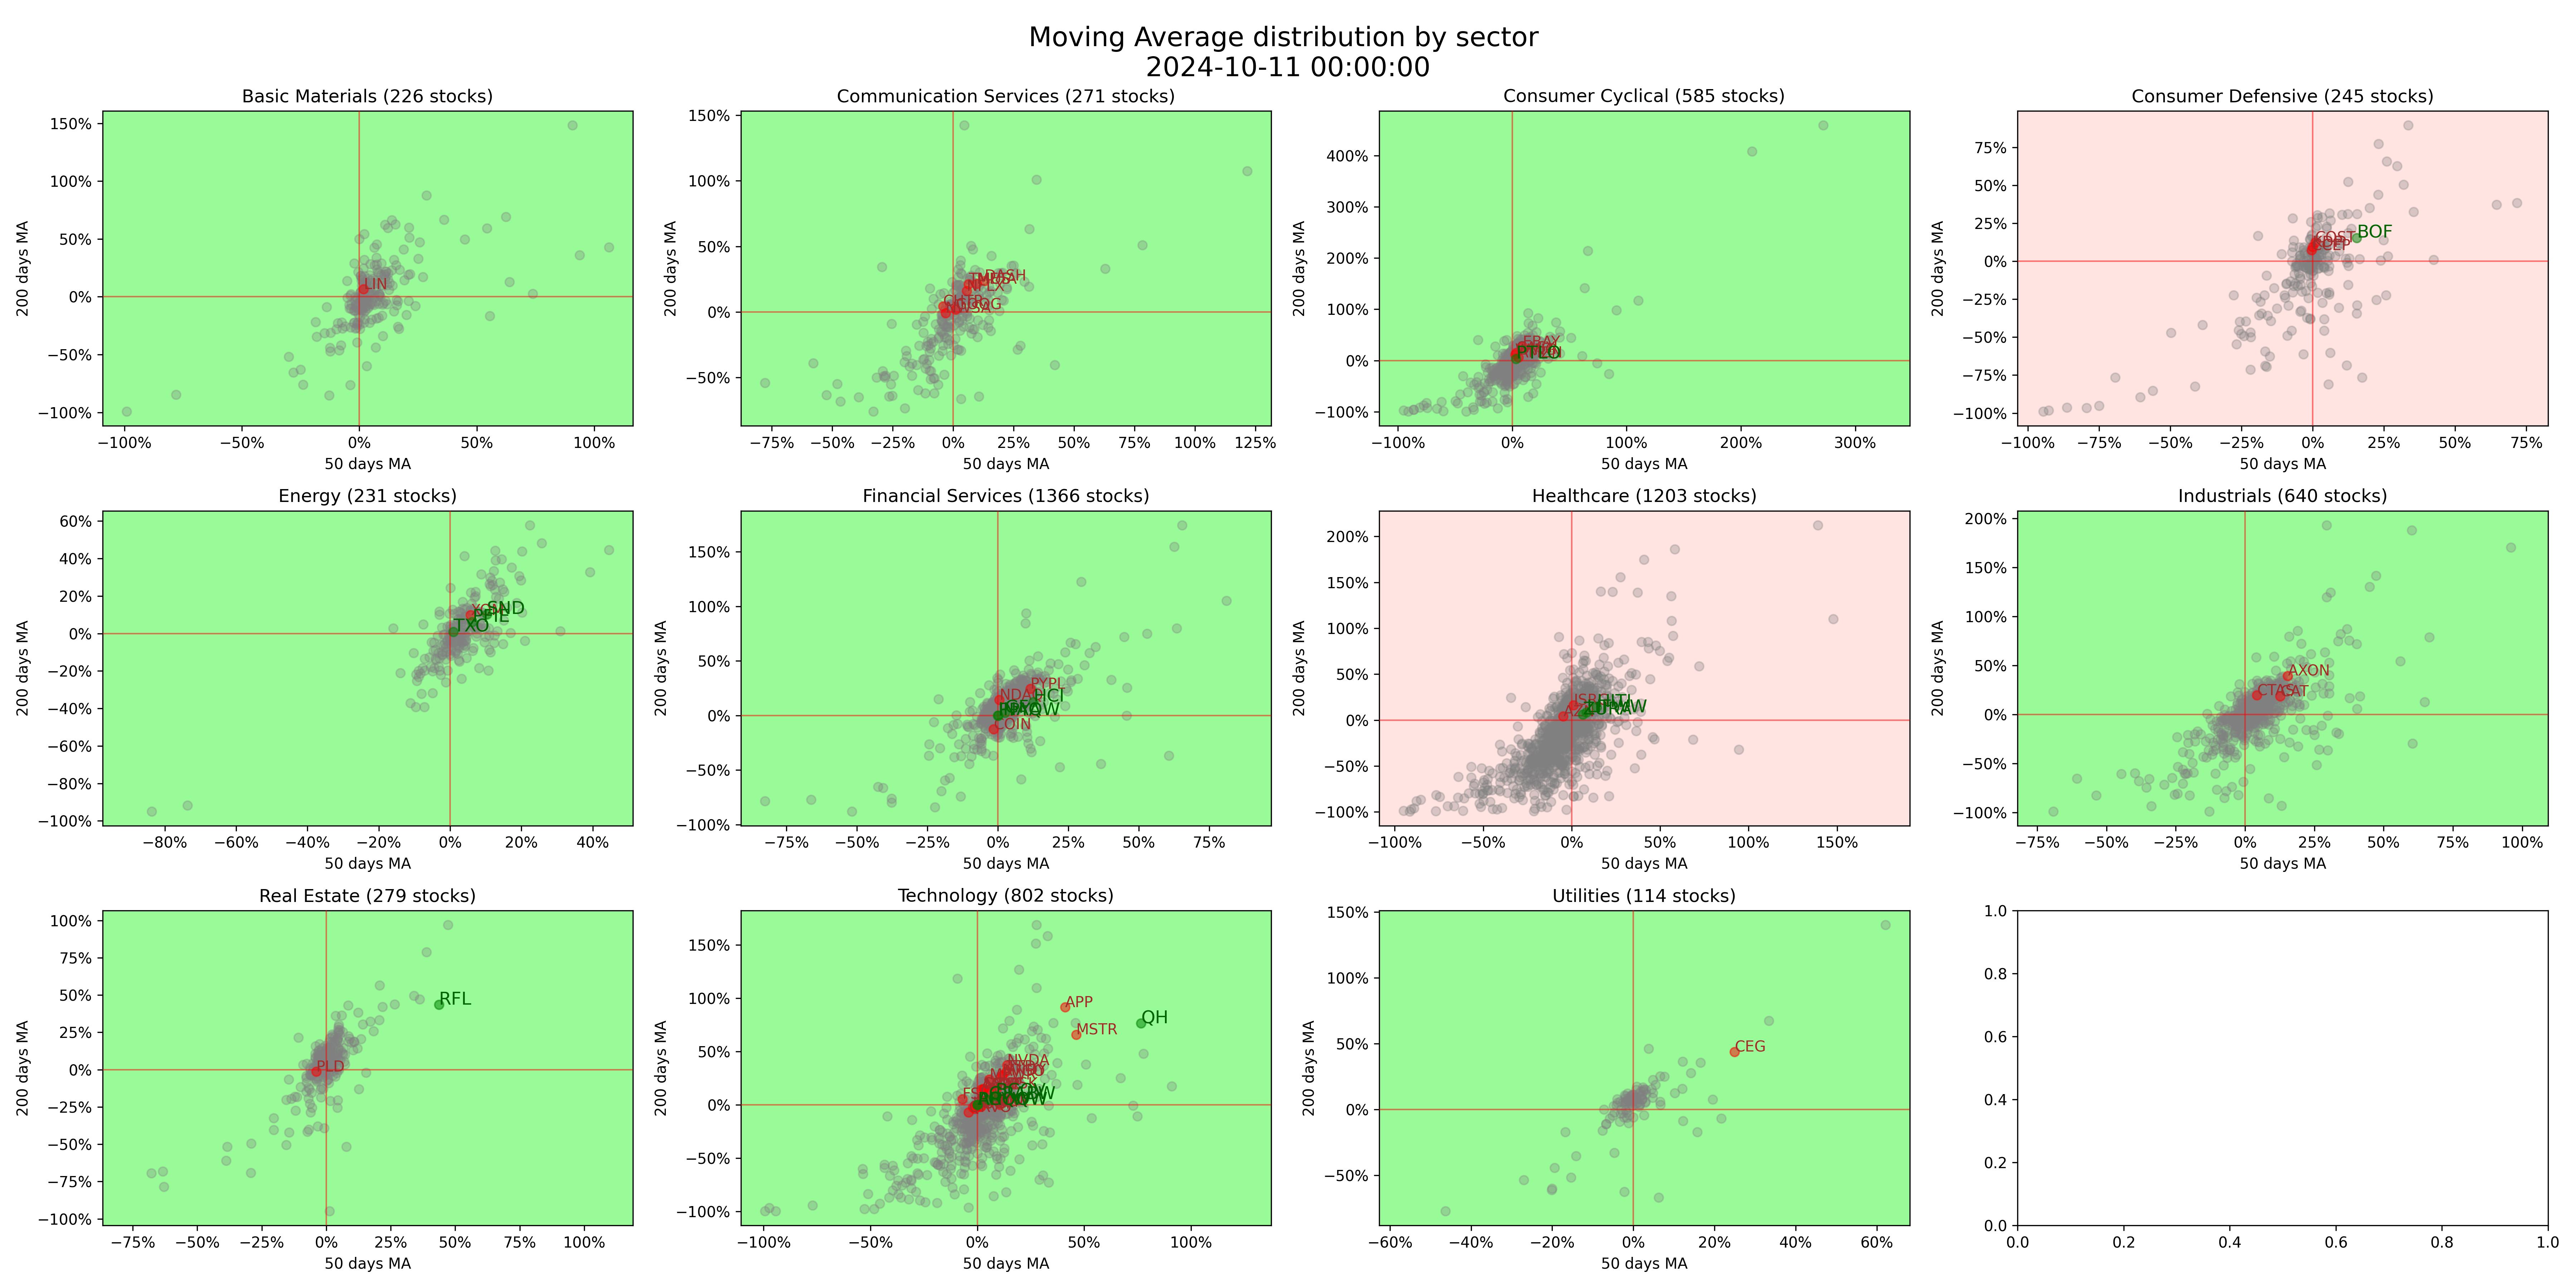 Moving Average distribution by sector
2024-10-11 00:00:00
Basic Materials (226 stocks)
150%
100%
50%
0%
−50%
−100%
200 days MA
LIN
−100%
−50%
0%
50%
100%
50 days MA
Communication Services (271 stocks)
150%
100%
50%
0%
−50%
200 days MA
DASH
−75%
−50%
−25%
0%
25%
50%
75%
100%
125%
50 days MA
Consumer Cyclical (585 stocks)
400%
300%
200%
100%
0%
−100%
200 days MA
EBAY
PTLO
−100%
0%
100%
200%
300%
50 days MA
Consumer Defensive (245 stocks)
75%
50%
25%
0%
−25%
−50%
−75%
−100%
200 days MA
COST
BOF
−100%
−75%
−50%
−25%
0%
25%
50%
75%
50 days MA
Energy (231 stocks)
60%
40%
20%
0%
−20%
−40%
−60%
−80%
−100%
200 days MA
SND
TXO
−80%
−60%
−40%
−20%
0%
20%
40%
50 days MA
Financial Services (1366 stocks)
150%
100%
50%
0%
−50%
−100%
200 days MA
PYPL
NDAQ
HCI
COIN
−75%
−50%
−25%
0%
25%
50%
75%
50 days MA
Healthcare (1203 stocks)
200%
150%
100%
50%
0%
−50%
−100%
200 days MA
−100%
−50%
0%
50%
100%
150%
50 days MA
Industrials (640 stocks)
200%
150%
100%
50%
0%
−50%
−100%
200 days MA
AXON
CTAS
CAT
−75%
−50%
−25%
0%
25%
50%
75%
100%
50 days MA
Real Estate (279 stocks)
100%
75%
50%
25%
0%
−25%
−50%
−75%
−100%
200 days MA
RFL
PLD
−75%
−50%
−25%
0%
25%
50%
75%
100%
50 days MA
Technology (802 stocks)
150%
100%
50%
0%
−50%
−100%
200 days MA
APP
QH
MSTR
NVDA
−100%
−50%
0%
50%
100%
50 days MA
Utilities (114 stocks)
150%
100%
50%
0%
−50%
200 days MA
CEG
−60%
−40%
−20%
0%
20%
40%
60%
50 days MA
1.0
0.8
0.6
0.4
0.2
0.0
0.0
0.2
0.4
0.6
0.8
1.0